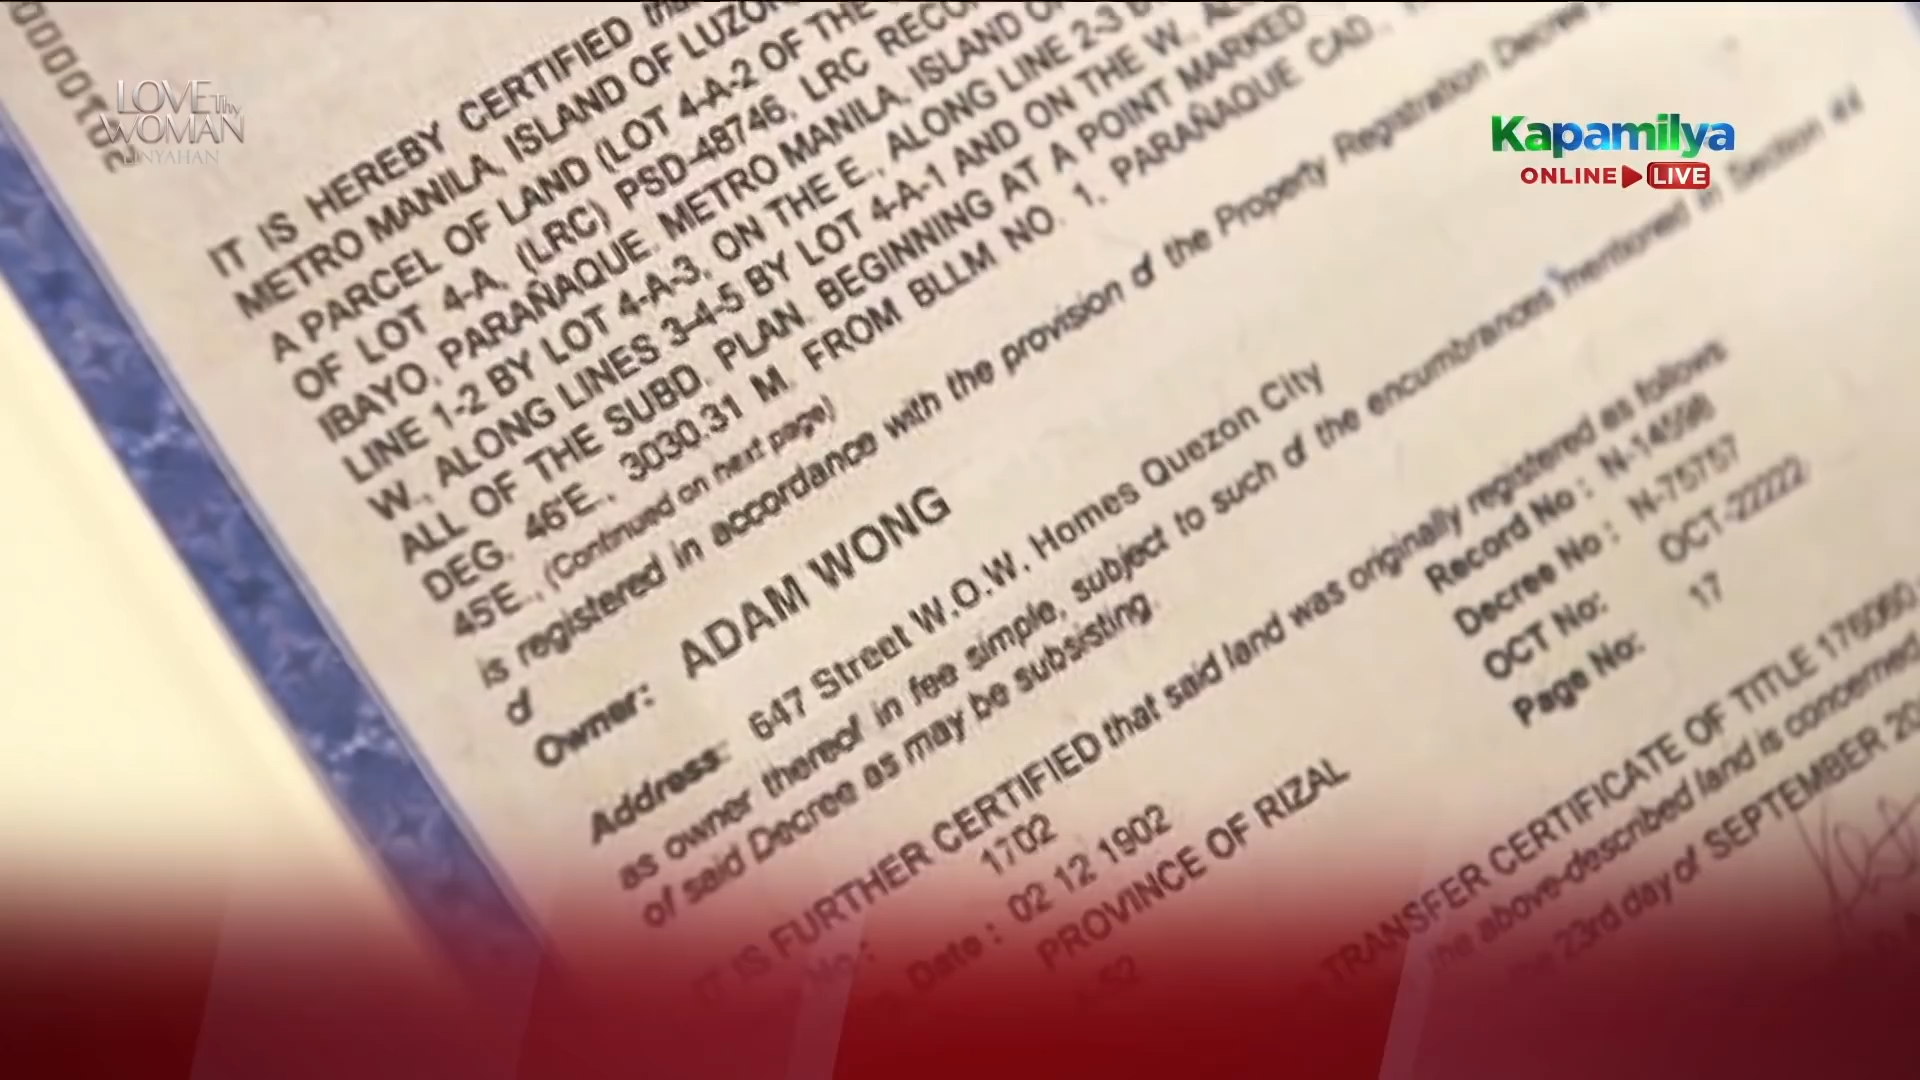 0000102
LOVE Thy
WOMAN
LINYAHAN
Kapamilya
ONLINE LIVE
IT IS HEREBY CERTIFIED that
METRO MANILA, ISLAND OF LUZON
A PARCEL OF LAND (LOT 4-A-2 OF THE
OF LOT 4-A, (LRC) PSD-48746, LRC RECO
IBAYO, PARAÑAQUE, METRO MANILA, ISLAND O
LINE 1-2 BY LOT 4-A-3, ON THE E., ALONG LINE 2-3 B
W., ALONG LINES 3-4-5 BY LOT 4-A-1 AND ON THE W., AL
ALL OF THE SUBD. PLAN. BEGINNING AT A POINT MARKED
DEG. 46'E., 3030.31 M. FROM BLLM NO. 1, PARAÑAQUE CAD.,
45'E., (Continued on next page)
is registered in accordance with the provision of the Property Registration Decree
d
Owner: ADAM WONG
Address: 647 Street W.O.W. Homes Quezon City
as owner thereof in fee simple, subject to such of the encumbrances mentioned in Section 44
of said Decree as may be subsisting.
IT IS FURTHER CERTIFIED that said land was originally registered as follows
1702 Record No : N-14598
Date : 02 12 1902 Decree No : N-75757
PROVINCE OF RIZAL OCT No: OCT-22222
Page No: 17
TRANSFER CERTIFICATE OF TITLE 176060
the above-described land is concerned
23rd day of SEPTEMBER 20